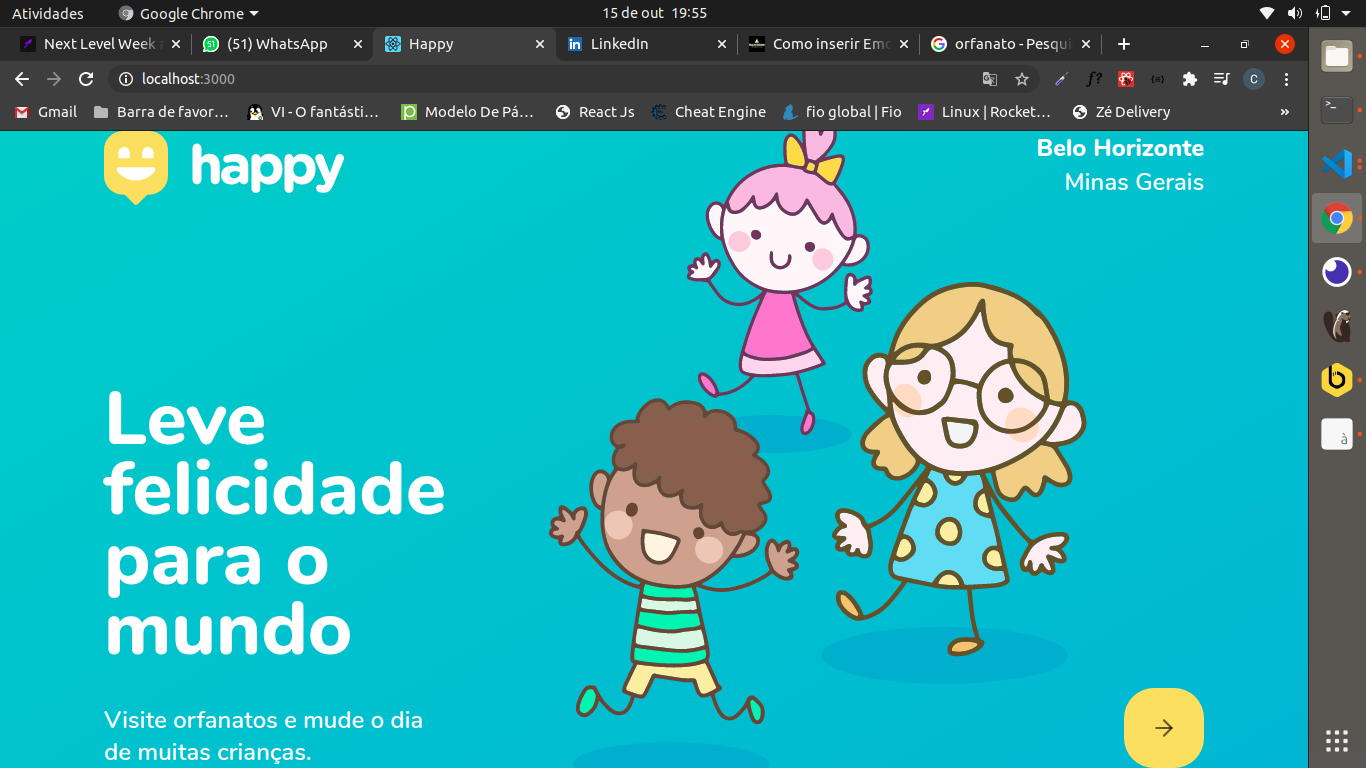 Atividades
Google Chrome
15 de out 19:55
Next Level Week
(51) WhatsApp
Happy
LinkedIn
Como inserir Emo
orfanato - Pesqui
localhost:3000
f?
C
Gmail
Barra de favor…
VI - O fantásti…
Modelo De Pá…
React Js
Cheat Engine
fio global | Fio
Linux | Rocket…
Zé Delivery
»
happy
Belo Horizonte
Minas Gerais
Leve
felicidade
para o
mundo
Visite orfanatos e mude o dia
de muitas crianças.
à